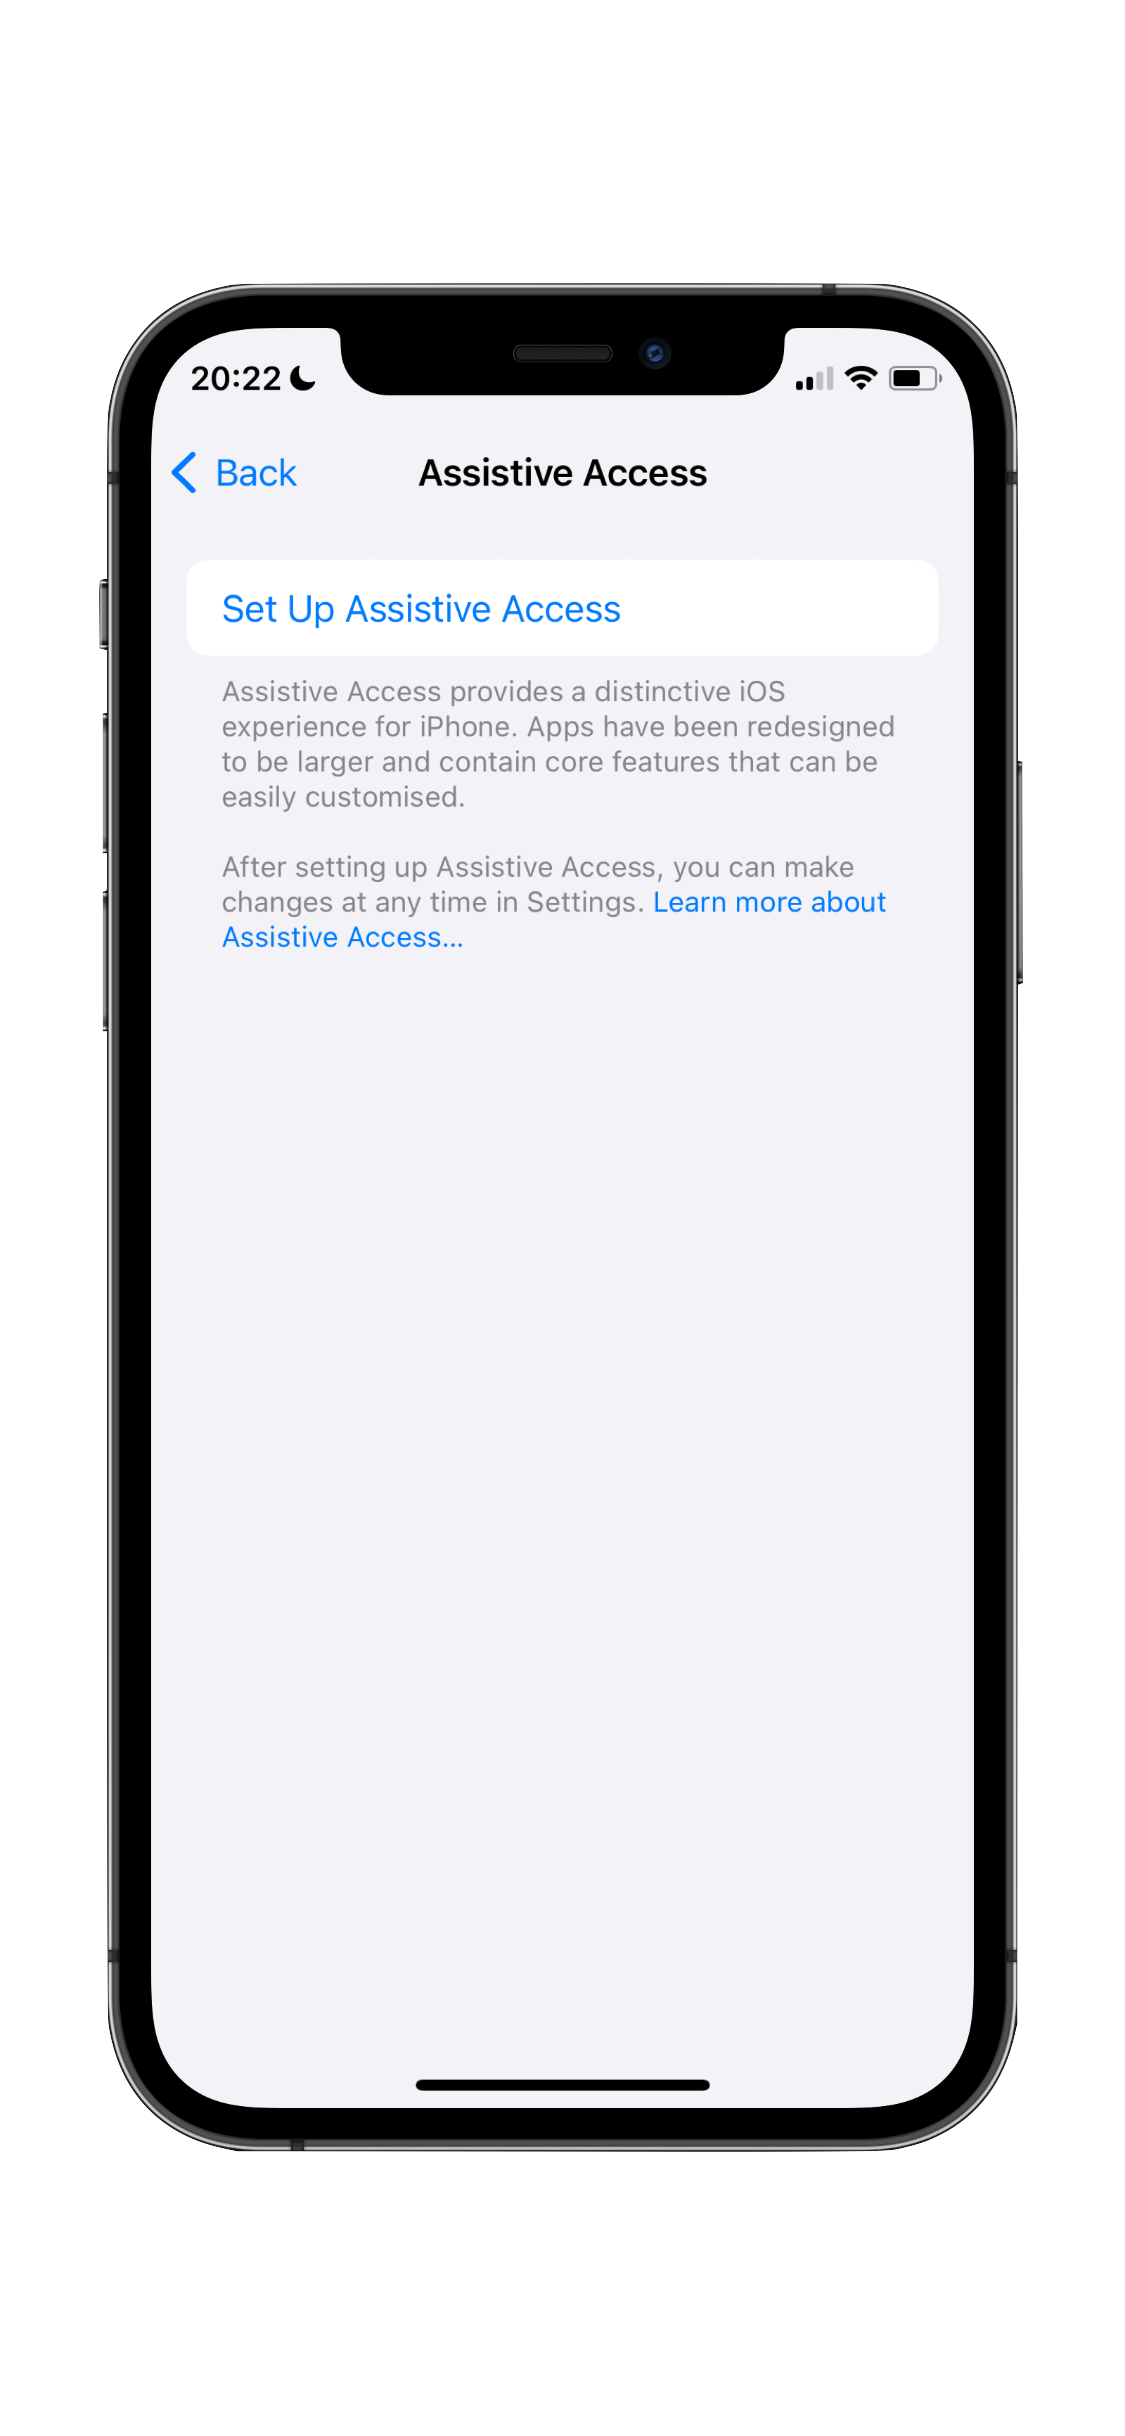 20:22
Back
Assistive Access
Set Up Assistive Access
Assistive Access provides a distinctive iOS
experience for iPhone. Apps have been redesigned
to be larger and contain core features that can be
easily customised.
After setting up Assistive Access, you can make
changes at any time in Settings. Learn more about
Assistive Access...